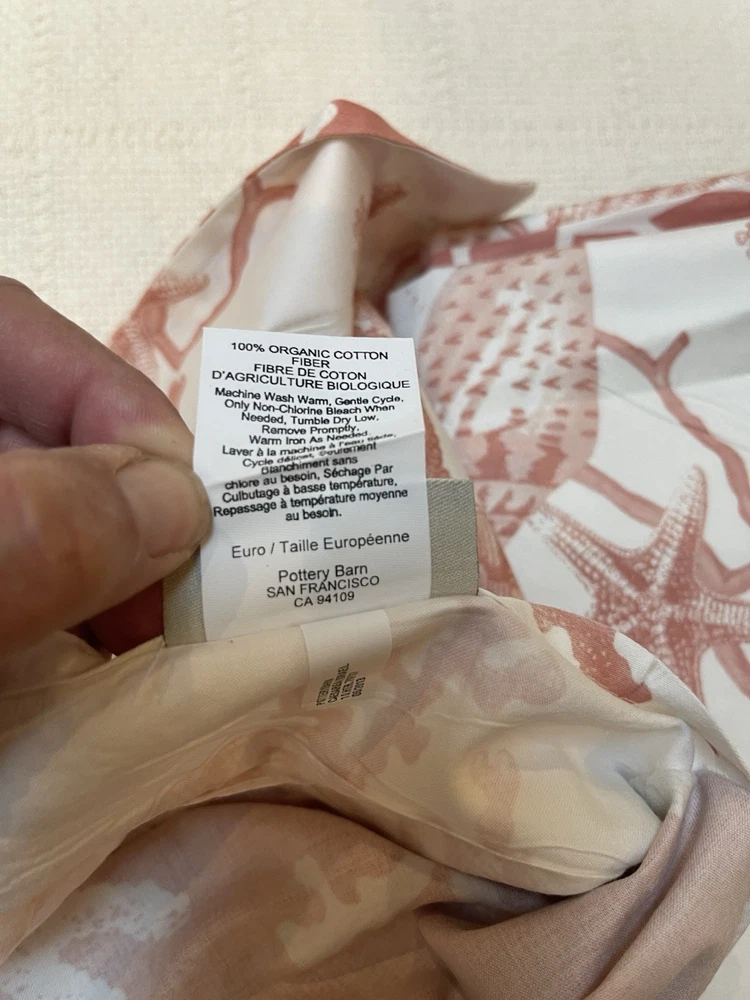 100% ORGANIC COTTON
FIBER
FIBRE DE COTON
D'AGRICULTURE BIOLOGIQUE
Machine Wash Warm, Gentle Cycle,
Only Non-Chlorine Bleach When
Needed, Tumble Dry Low,
Remove Promptly,
Warm Iron As Needed.
Laver à la machine à l'eau tiède,
Cycle délicat, Seulement
Blanchiment sans
chlore au besoin, Séchage Par
Culbutage à basse température,
Repassage à température moyenne
au besoin.
Euro / Taille Européenne
Pottery Barn
SAN FRANCISCO
CA 94109